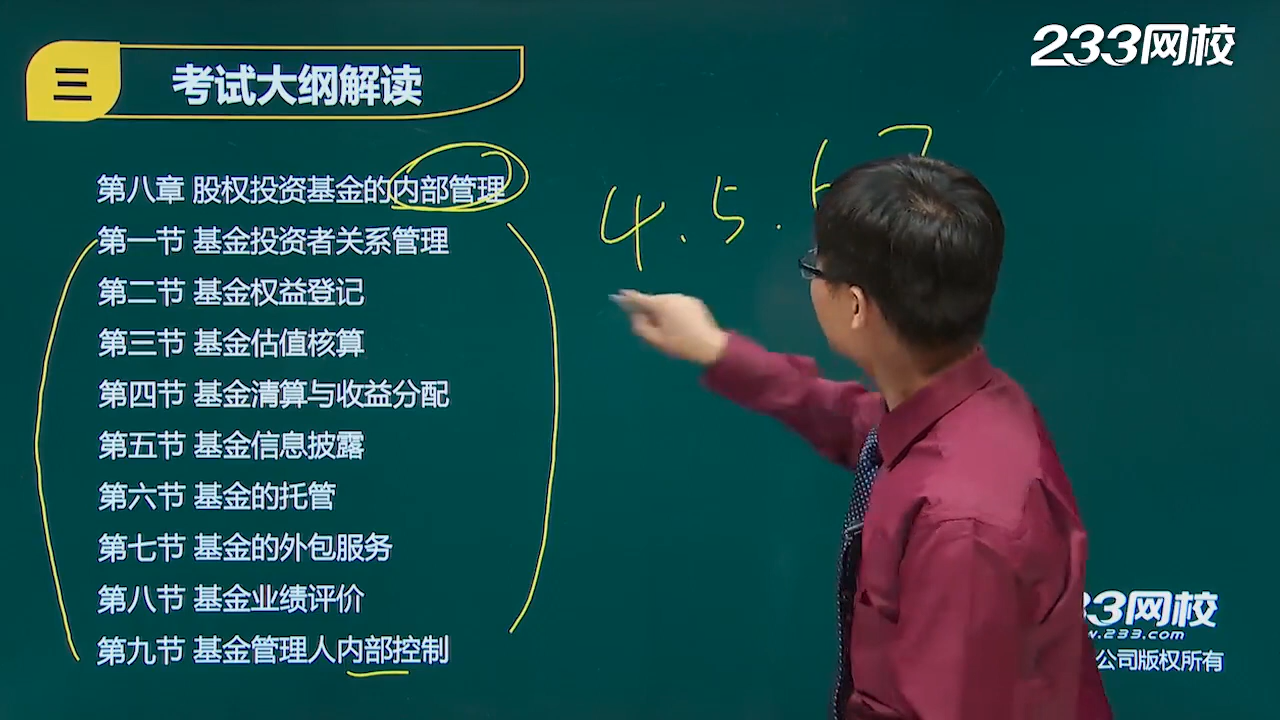 233网校
三 考试大纲解读
第八章 股权投资基金的内部管理
第一节 基金投资者关系管理
第二节 基金权益登记
第三节 基金估值核算
第四节 基金清算与收益分配
第五节 基金信息披露
第六节 基金的托管
第七节 基金的外包服务
第八节 基金业绩评价
第九节 基金管理人内部控制
4.5.6 7
33网校
w.233.com
公司版权所有